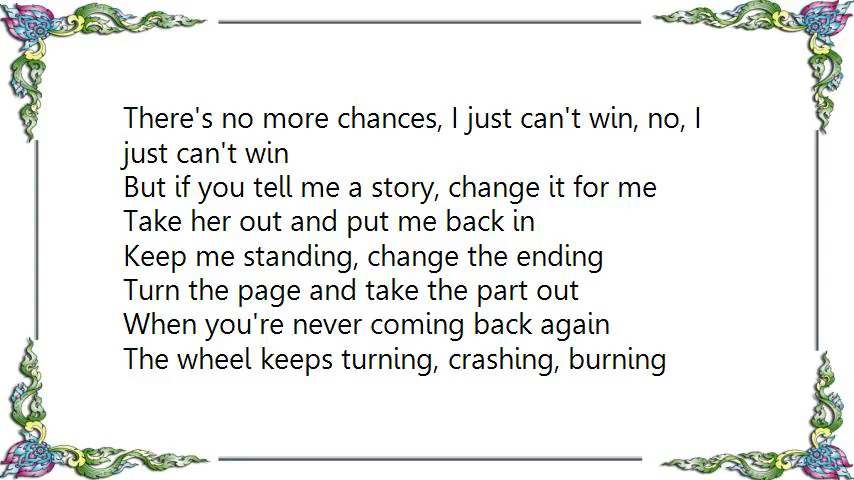 There's no more chances, I just can't win, no, I
just can't win
But if you tell me a story, change it for me
Take her out and put me back in
Keep me standing, change the ending
Turn the page and take the part out
When you're never coming back again
The wheel keeps turning, crashing, burning